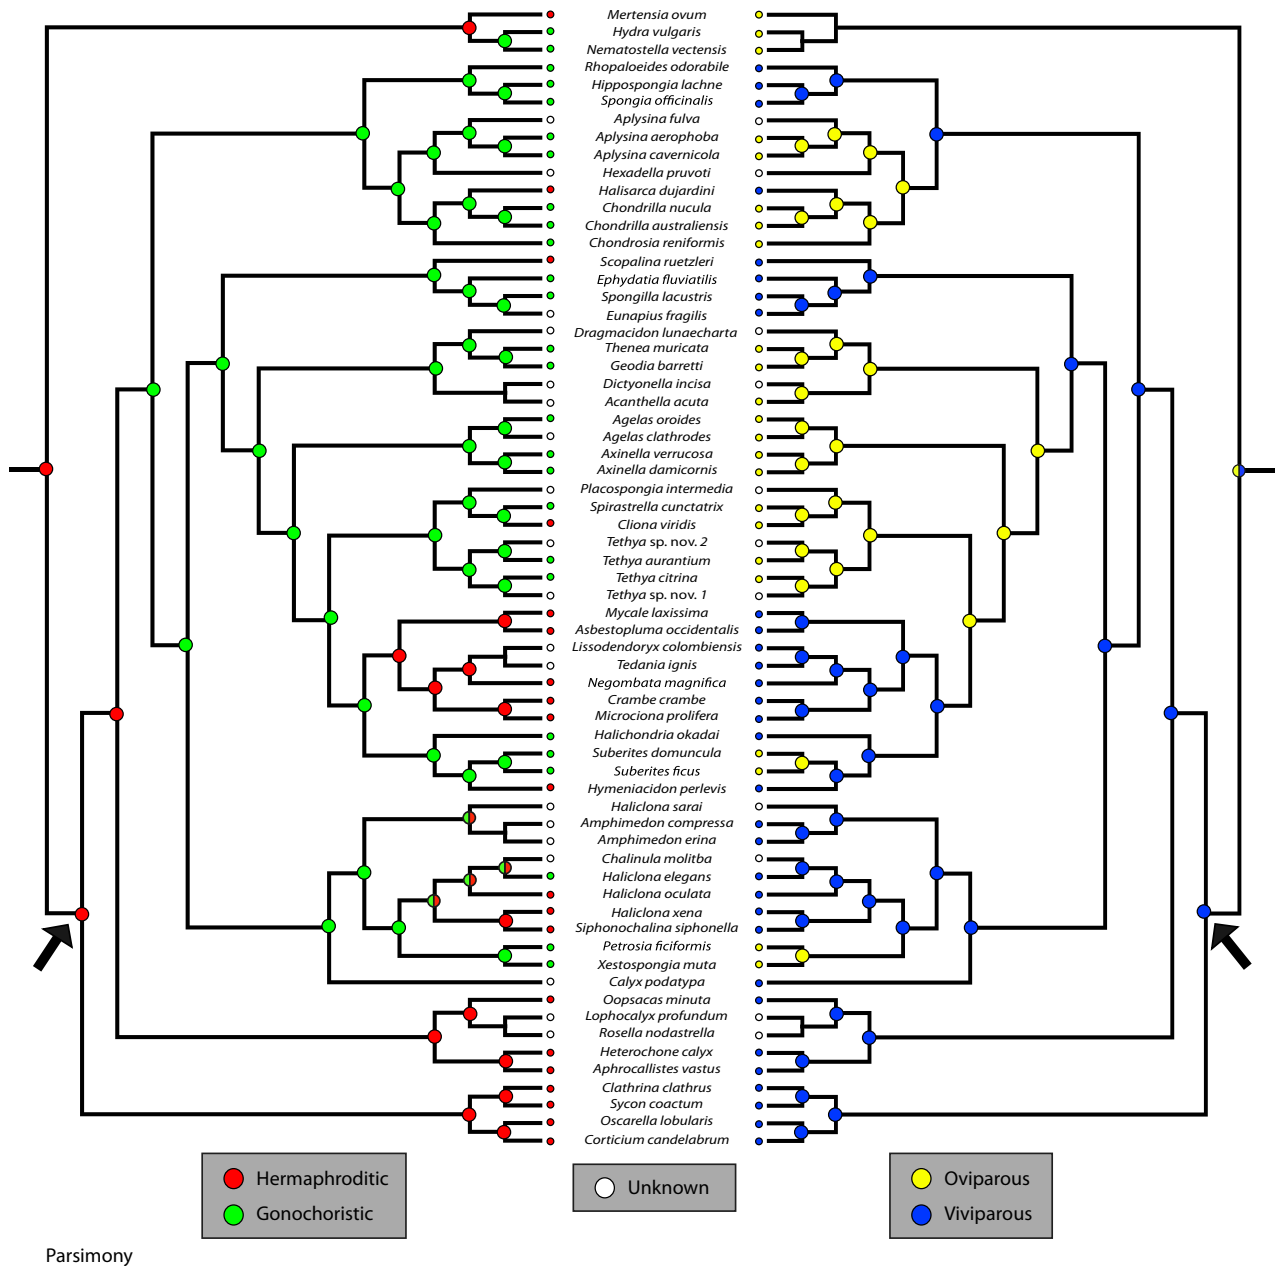 Mertensia ovum
Hydra vulgaris
Nematostella vectensis
Rhopaloeides odorabile
Hippospongia lachne
Spongia officinalis
Aplysina fulva
Aplysina aerophoba
Aplysina cavernicola
Hexadella pruvoti
Halisarca dujardini
Chondrilla nucula
Chondrilla australiensis
Chondrosia reniformis
Scopalina ruetzleri
Ephydatia fluviatilis
Spongilla lacustris
Eunapius fragilis
Dragmacidon lunaecharta
Thenea muricata
Geodia barretti
Dictyonella incisa
Acanthella acuta
Agelas oroides
Agelas clathrodes
Axinella verrucosa
Axinella damicornis
Placospongia intermedia
Spirastrella cunctatrix
Cliona viridis
Tethya sp. nov. 2
Tethya aurantium
Tethya citrina
Tethya sp. nov. 1
Mycale laxissima
Asbestopluma occidentalis
Lissodendoryx colombiensis
Tedania ignis
Negombata magnifica
Crambe crambe
Microciona prolifera
Halichondria okadai
Suberites domuncula
Suberites ficus
Hymeniacidon perlevis
Haliclona sarai
Amphimedon compressa
Amphimedon erina
Chalinula molitba
Haliclona elegans
Haliclona oculata
Haliclona xena
Siphonochalina siphonella
Petrosia ficiformis
Xestospongia muta
Calyx podatypa
Oopsacas minuta
Lophocalyx profundum
Rosella nodastrella
Heterochone calyx
Aphrocallistes vastus
Clathrina clathrus
Sycon coactum
Oscarella lobularis
Corticium candelabrum
Hermaphroditic
Gonochoristic
Unknown
Oviparous
Viviparous
Parsimony